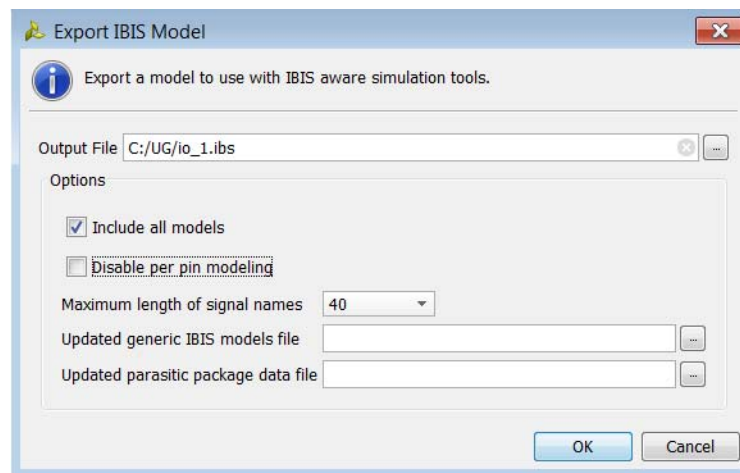 Export IBIS Model
Export a model to use with IBIS aware simulation tools.
Output File C:/UG/io_1.ibs ...
Options
Include all models
Disable per pin modeling
Maximum length of signal names 40
Updated generic IBIS models file ...
Updated parasitic package data file ...
OK Cancel